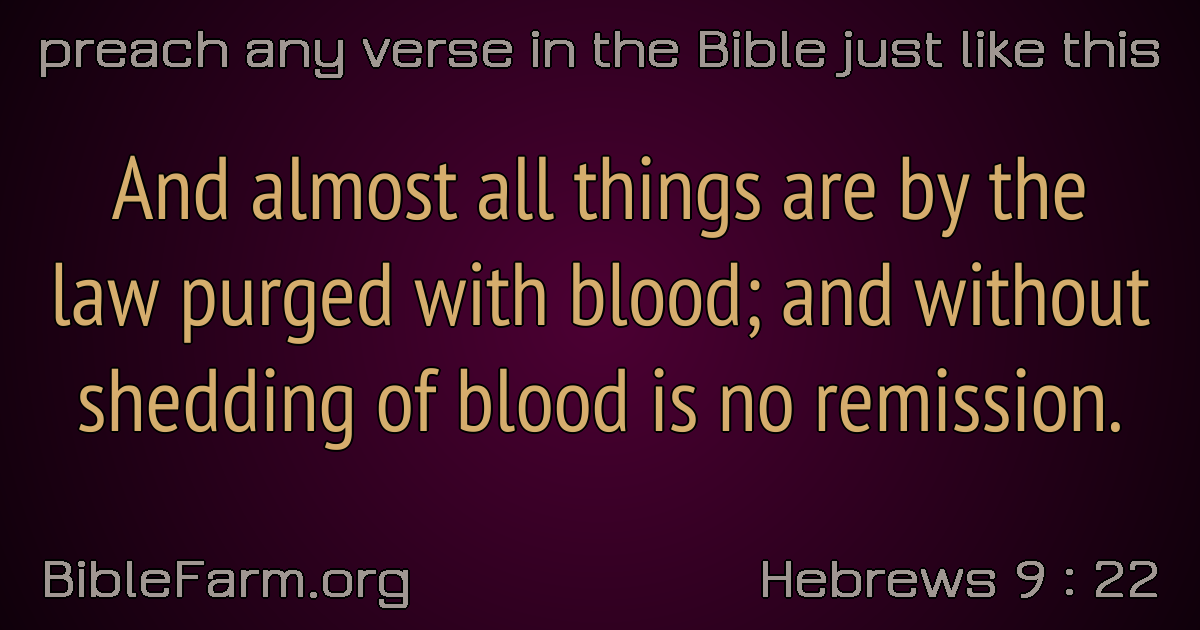 preach any verse in the Bible just like this
And almost all things are by the
law purged with blood; and without
shedding of blood is no remission.
BibleFarm.org
Hebrews 9 : 22